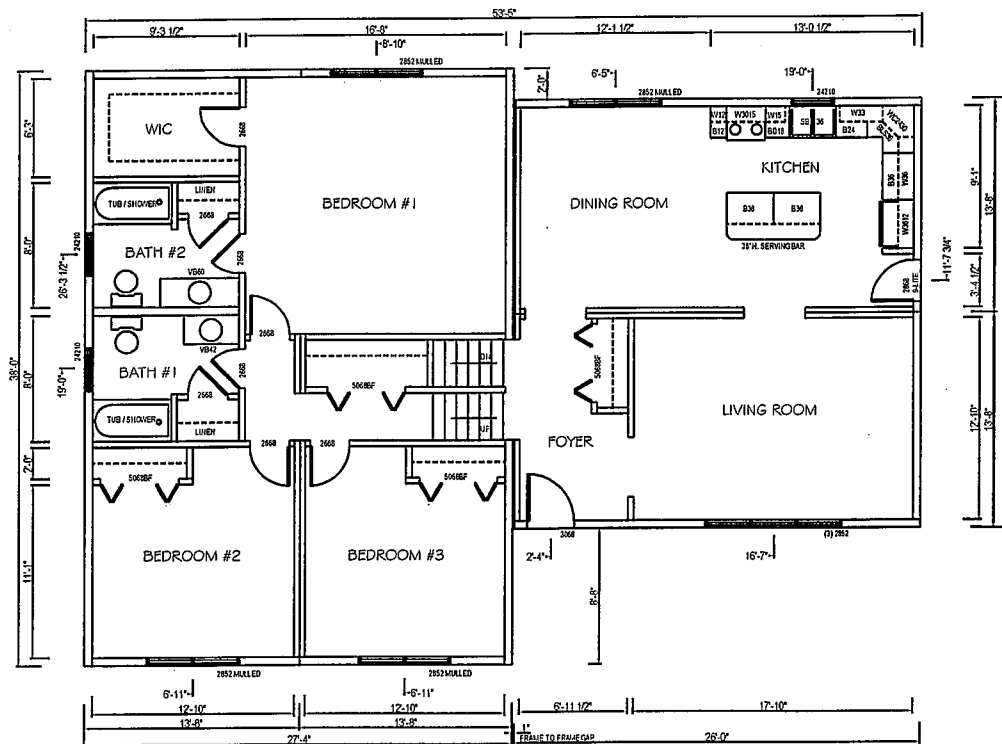 53'-5"
9'-3 1/2"
16'-8"
12'-1 1/2"
13'-0 1/2"
8'-10"
2852 MULLED
2'-0"
6'-5"
2852 MULLED
19'-0"
24210
6'-3"
WIC
2668
W12
W3015
W15
SB
36
W33
B12
BD18
B24
KITCHEN
9'-1"
13'-8"
TUB / SHOWER
LINEN
2668
BEDROOM #1
DINING ROOM
B36
B36
B36
W36
W3612
36"H. SERVING BAR
24210
8'-0"
26'-3 1/2"
BATH #2
2668
VB60
2868
9-LITE
11'-7 3/4"
3'-4 1/2"
38'-0"
2668
VB42
24210
8'-0"
19'-0"
BATH #1
2668
2668
5068BF
5068BF
LIVING ROOM
12'-10"
13'-8"
TUB / SHOWER
LINEN
FOYER
2'-0"
2668
2668
5068BF
5068BF
11'-1"
BEDROOM #2
BEDROOM #3
3068
2'-4"
16'-7"
(3) 2852
8'-8"
2852 MULLED
2852 MULLED
6'-11"
6'-11"
12'-10"
12'-10"
6'-11 1/2"
17'-10"
13'-8"
13'-8"
1"
27'-4"
FRAME TO FRAME GAP
26'-0"